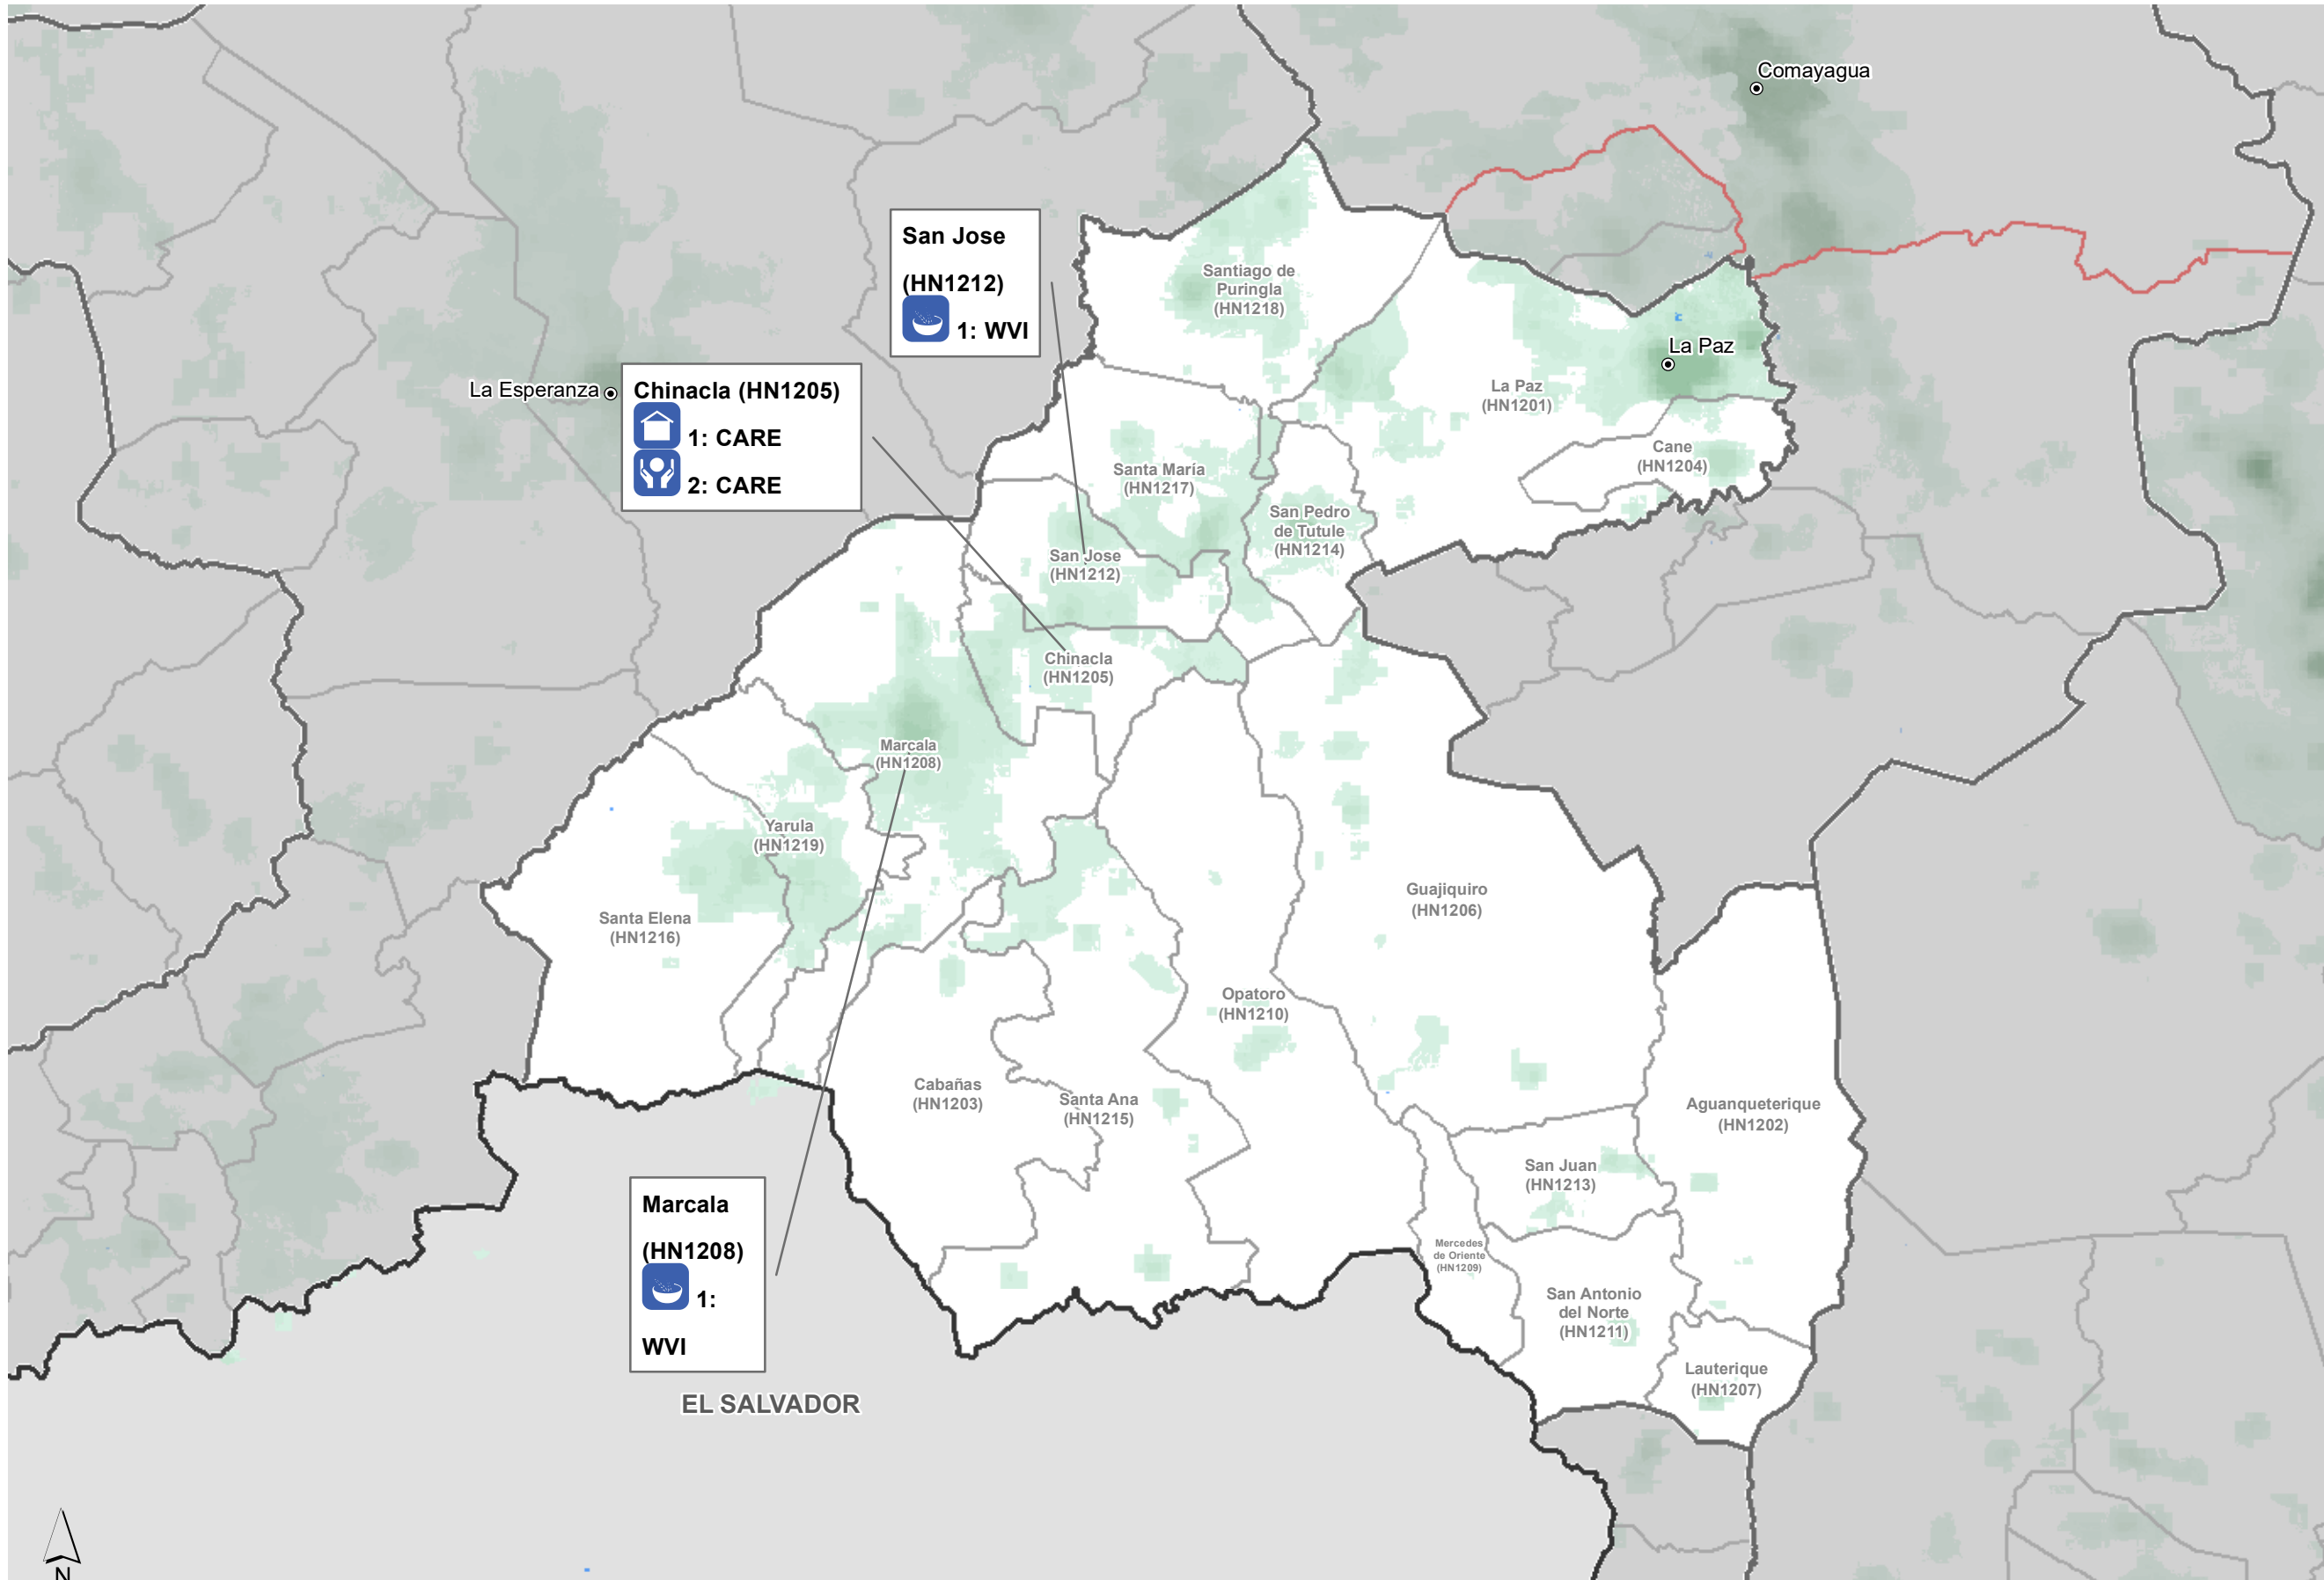 Comayagua
San Jose
(HN1212)
1: WVI
Santiago de
Puringla
(HN1218)
La Paz
La Esperanza
Chinacla (HN1205)
1: CARE
2: CARE
La Paz
(HN1201)
Cane
(HN1204)
Santa María
(HN1217)
San Pedro
de Tutule
(HN1214)
San Jose
(HN1212)
Chinacla
(HN1205)
Marcala
(HN1208)
Yarula
(HN1219)
Santa Elena
(HN1216)
Guajiquiro
(HN1206)
Opatoro
(HN1210)
Cabañas
(HN1203)
Santa Ana
(HN1215)
Aguanqueterique
(HN1202)
San Juan
(HN1213)
Marcala
(HN1208)
1:
WVI
Mercedes
de Oriente
(HN1209)
San Antonio
del Norte
(HN1211)
Lauterique
(HN1207)
EL SALVADOR
N